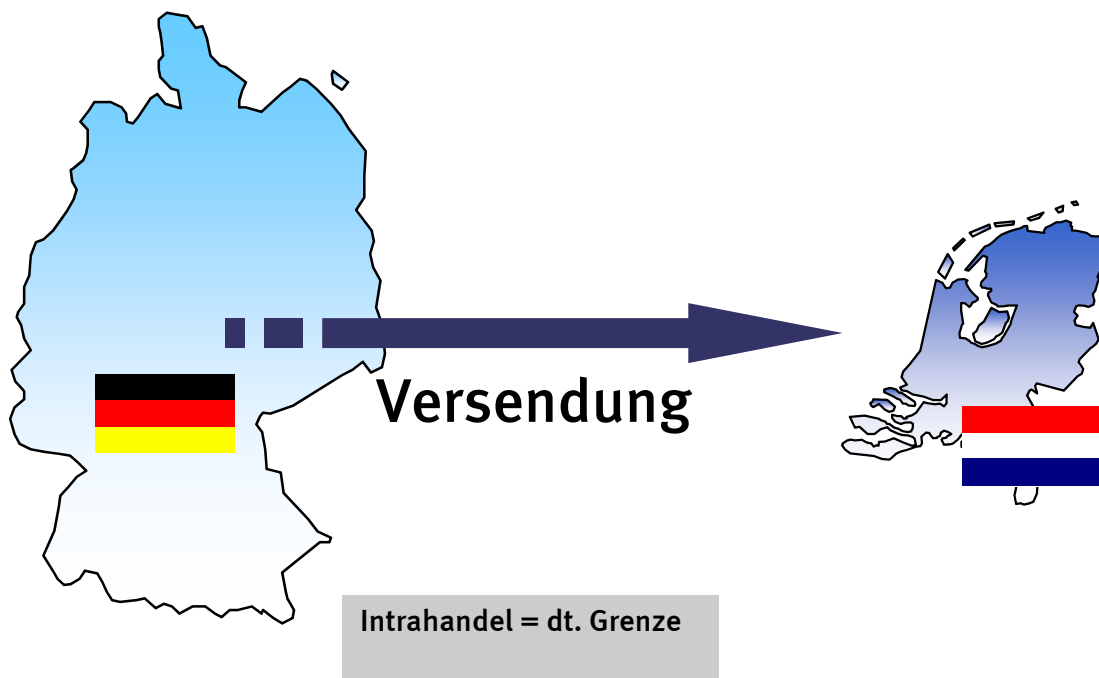 Versendung
Intrahandel = dt. Grenze